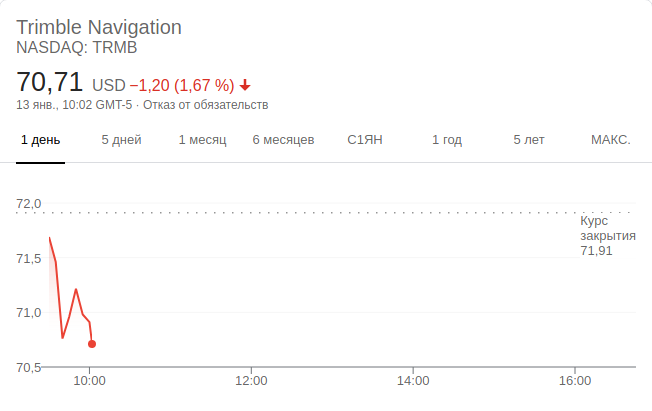 Trimble Navigation
NASDAQ: TRMB
70,71 USD −1,20 (1,67 %)
13 янв., 10:02 GMT-5 · Отказ от обязательств
1 день 5 дней 1 месяц 6 месяцев С1ЯН 1 год 5 лет МАКС.
72,0
Курс
закрытия
71,91
71,5
71,0
70,5
10:00 12:00 14:00 16:00